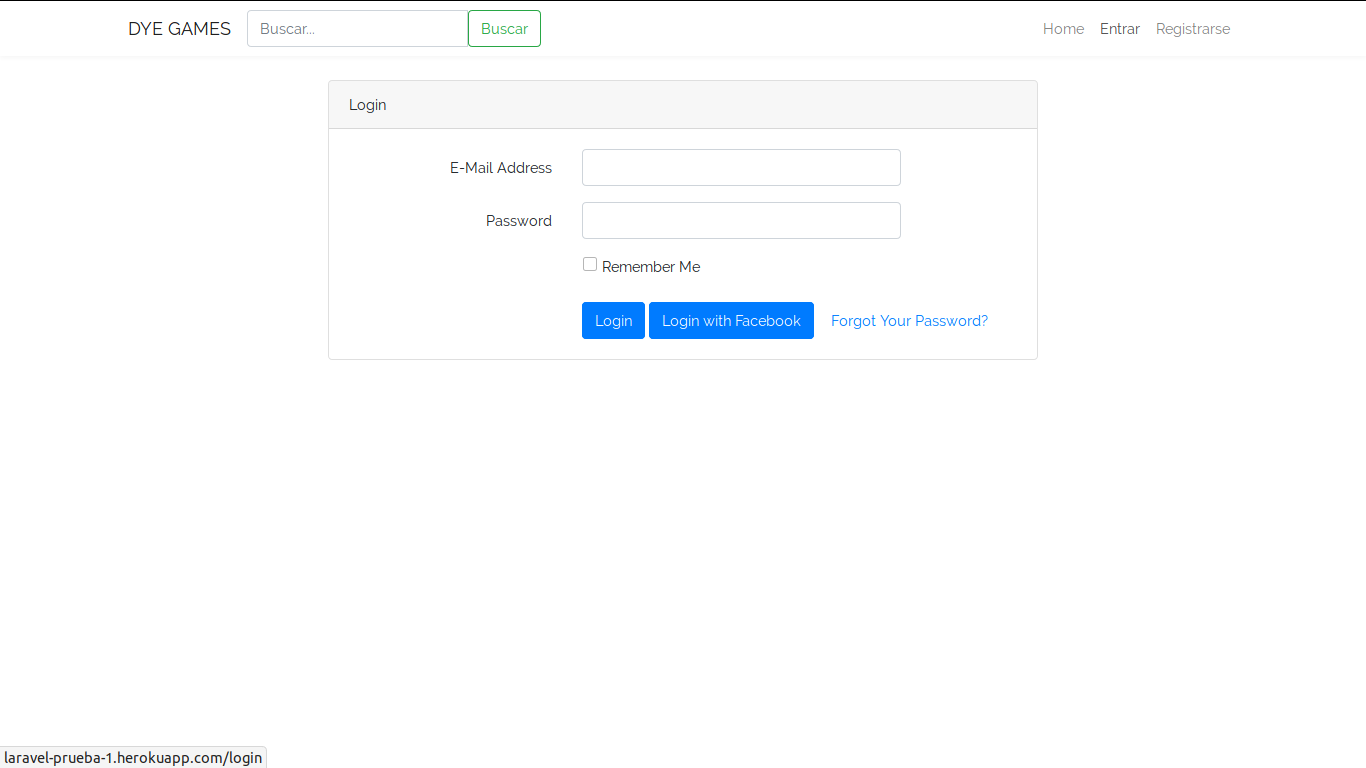 DYE GAMES Buscar... Buscar Home Entrar Registrarse
Login
E-Mail Address
Password
Remember Me
Login Login with Facebook Forgot Your Password?
laravel-prueba-1.herokuapp.com/login